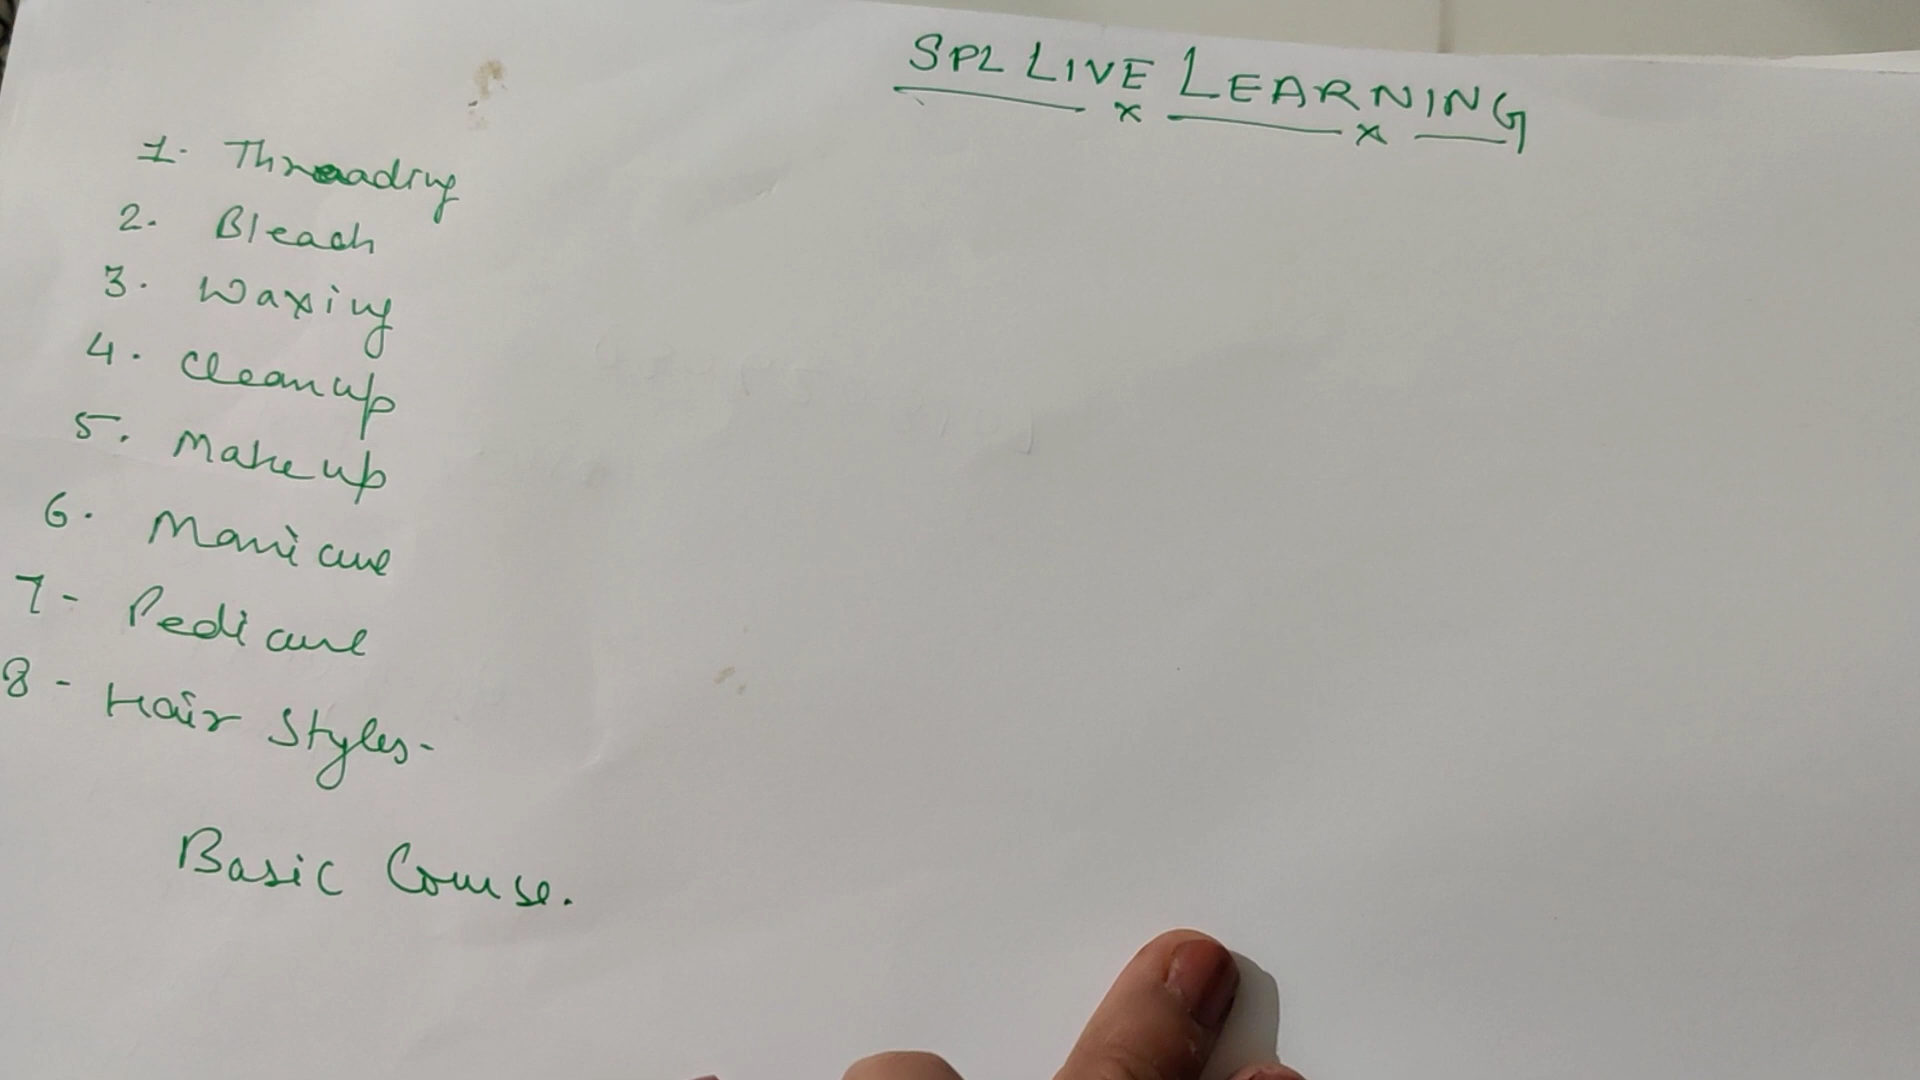 SPL LIVE LEARNING
1. Threading
2. Bleach
3. Waxing
4. Cleanup
5. Makeup
6. Manicure
7- Pedicure
8- Hair Styles-
Basic Course.